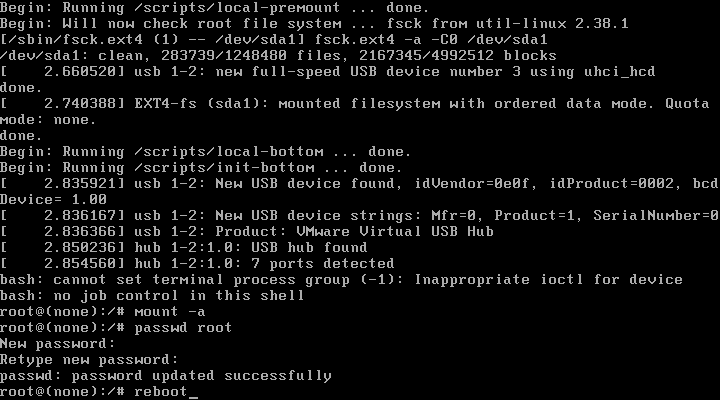 Begin: Running /scripts/local-premount ... done.
Begin: Will now check root file system ... fsck from util-linux 2.38.1
[/sbin/fsck.ext4 (1) -- /dev/sda1] fsck.ext4 -a -C0 /dev/sda1
/dev/sda1: clean, 283739/1248480 files, 2167345/4992512 blocks
[    2.660520] usb 1-2: new full-speed USB device number 3 using uhci_hcd
done.
[    2.740388] EXT4-fs (sda1): mounted filesystem with ordered data mode. Quota
mode: none.
done.
Begin: Running /scripts/local-bottom ... done.
Begin: Running /scripts/init-bottom ... done.
[    2.835921] usb 1-2: New USB device found, idVendor=0e0f, idProduct=0002, bcd
Device= 1.00
[    2.836167] usb 1-2: New USB device strings: Mfr=0, Product=1, SerialNumber=0
[    2.836366] usb 1-2: Product: VMware Virtual USB Hub
[    2.850236] hub 1-2:1.0: USB hub found
[    2.854560] hub 1-2:1.0: 7 ports detected
bash: cannot set terminal process group (-1): Inappropriate ioctl for device
bash: no job control in this shell
root@(none):/# mount -a
root@(none):/# passwd root
New password:
Retype new password:
passwd: password updated successfully
root@(none):/# reboot_